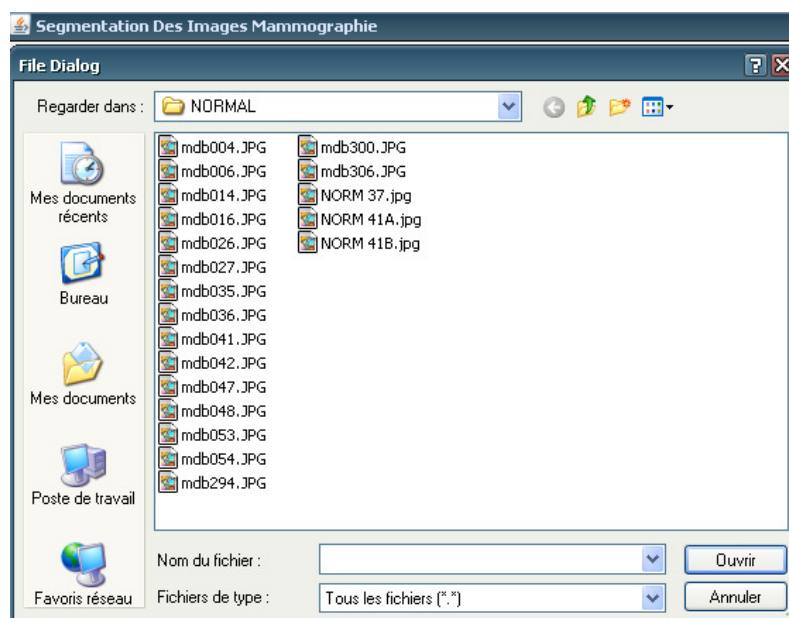 Segmentation Des Images Mammographie
File Dialog
Regarder dans :
NORMAL
Mes documents
récents
Bureau
Mes documents
Poste de travail
Favoris réseau
mdb004.JPG
mdb006.JPG
mdb014.JPG
mdb016.JPG
mdb026.JPG
mdb027.JPG
mdb035.JPG
mdb036.JPG
mdb041.JPG
mdb042.JPG
mdb047.JPG
mdb048.JPG
mdb053.JPG
mdb054.JPG
mdb294.JPG
mdb300.JPG
mdb306.JPG
NORM 37.jpg
NORM 41A.jpg
NORM 41B.jpg
Nom du fichier :
Ouvrir
Fichiers de type :
Tous les fichiers (*.*)
Annuler